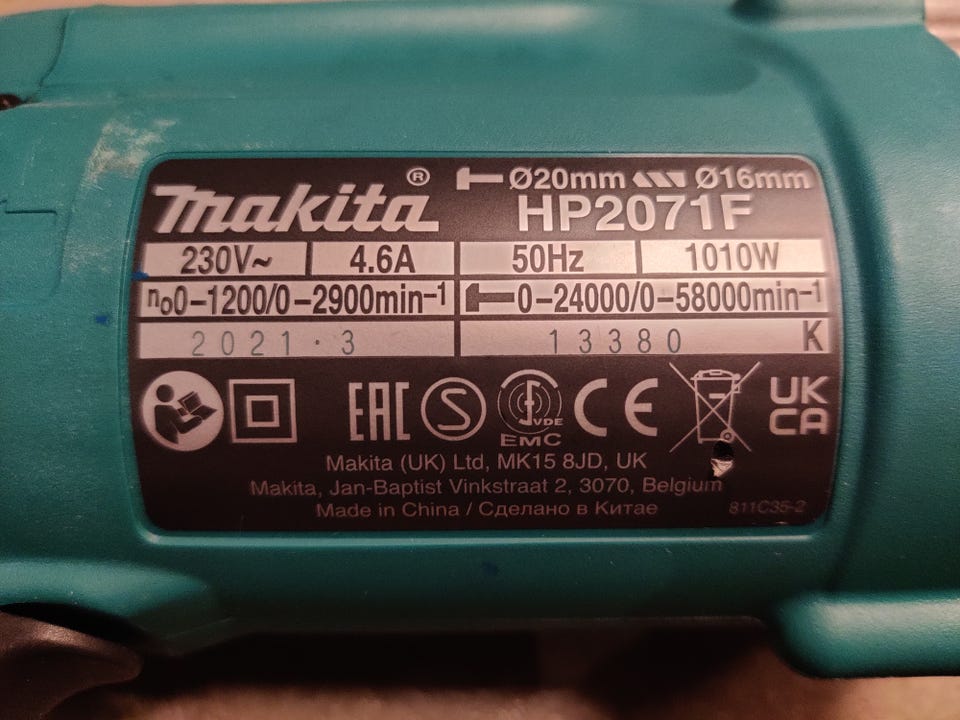 makita® Ø20mm Ø16mm
HP2071F
230V~ 4.6A 50Hz 1010W
n₀0-1200/0-2900min⁻¹ 0-24000/0-58000min⁻¹
2021.3 13380 K
EAC S VDE CE UK
EMC CA
Makita (UK) Ltd, MK15 8JD, UK
Makita, Jan-Baptist Vinkstraat 2, 3070, Belgium
Made in China / Сделано в Китае 811C35-2